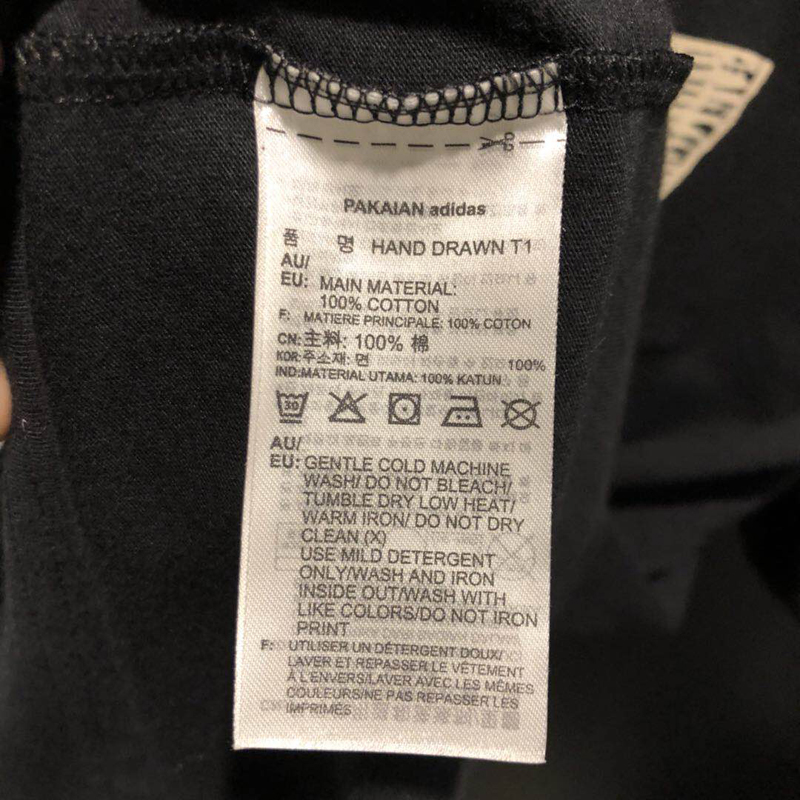 PAKAIAN adidas
품 명 HAND DRAWN T1
AU/
EU: MAIN MATERIAL:
100% COTTON
F: MATIERE PRINCIPALE: 100% COTON
CN: 主料: 100% 棉
KOR: 주소재: 면 100%
IND: MATERIAL UTAMA: 100% KATUN
30
AU/
EU: GENTLE COLD MACHINE
WASH/ DO NOT BLEACH/
TUMBLE DRY LOW HEAT/
WARM IRON/ DO NOT DRY
CLEAN (X)
USE MILD DETERGENT
ONLY/WASH AND IRON
INSIDE OUT/WASH WITH
LIKE COLORS/DO NOT IRON
PRINT
F: UTILISER UN DÉTERGENT DOUX/
LAVER ET REPASSER LE VÊTEMENT
À L'ENVERS/LAVER AVEC LES MÊMES
COULEURS/NE PAS REPASSER LES
IMPRIMÉS